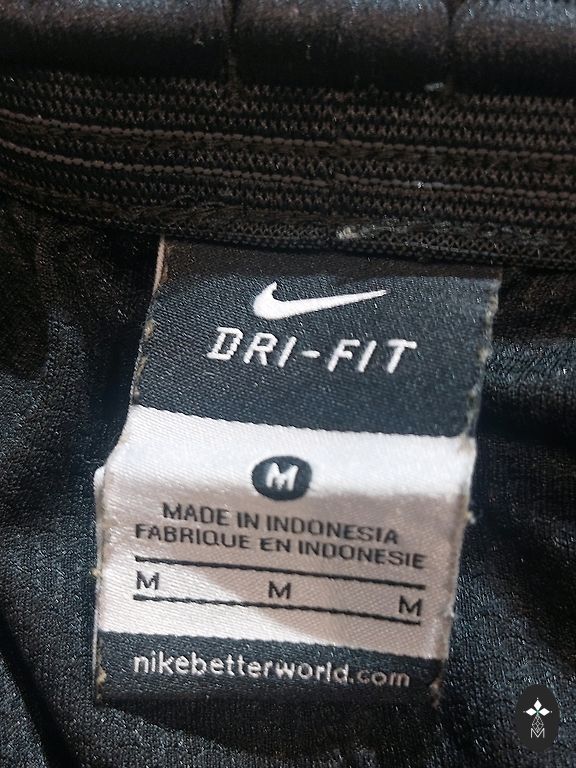 DRI-FIT
M
MADE IN INDONESIA
FABRIQUE EN INDONESIE
M M M
nikebetterworld.com
M